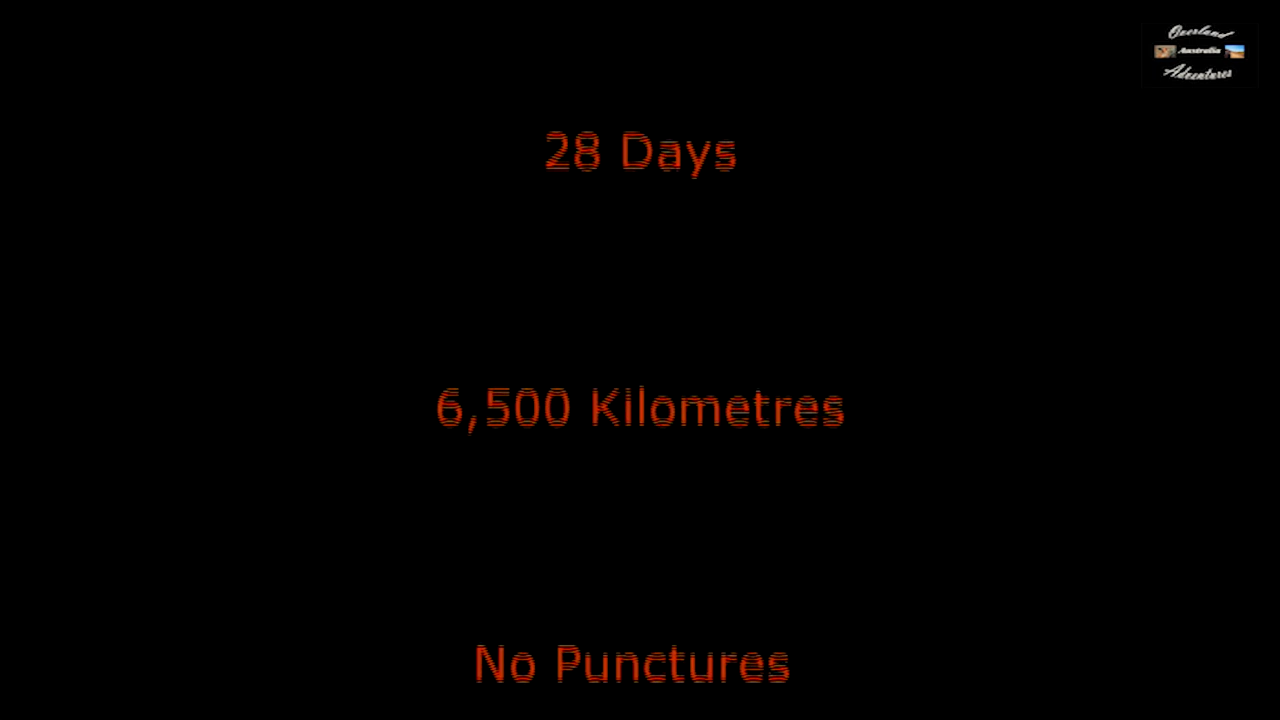 Overland
Australia
Adventures
28 Days
6,500 Kilometres
No Punctures